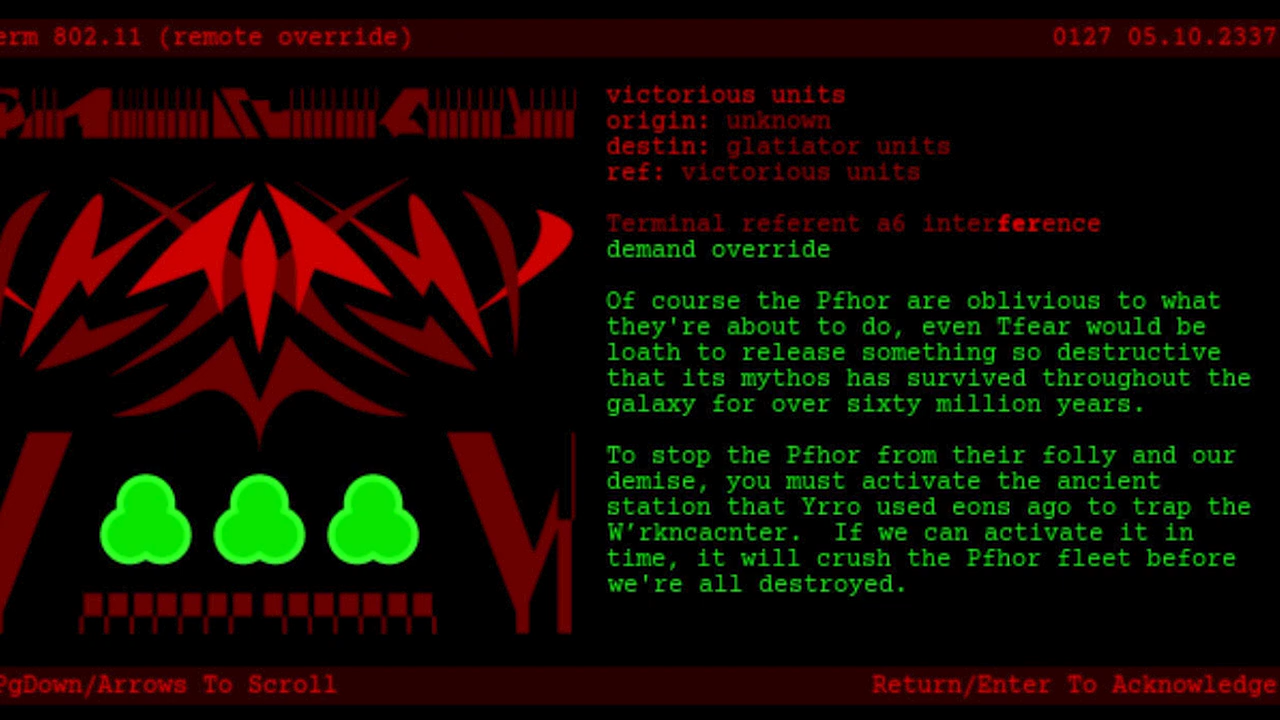 erm 802.11 (remote override)
0127 05.10.2337
victorious units
origin: unknown
destin: glatiator units
ref: victorious units
Terminal referent a6 interference
demand override
Of course the Pfhor are oblivious to what
they're about to do, even Tfear would be
loath to release something so destructive
that its mythos has survived throughout the
galaxy for over sixty million years.
To stop the Pfhor from their folly and our
demise, you must activate the ancient
station that Yrro used eons ago to trap the
W’rkncacnter.  If we can activate it in
time, it will crush the Pfhor fleet before
we're all destroyed.
PgDown/Arrows To Scroll
Return/Enter To Acknowledge